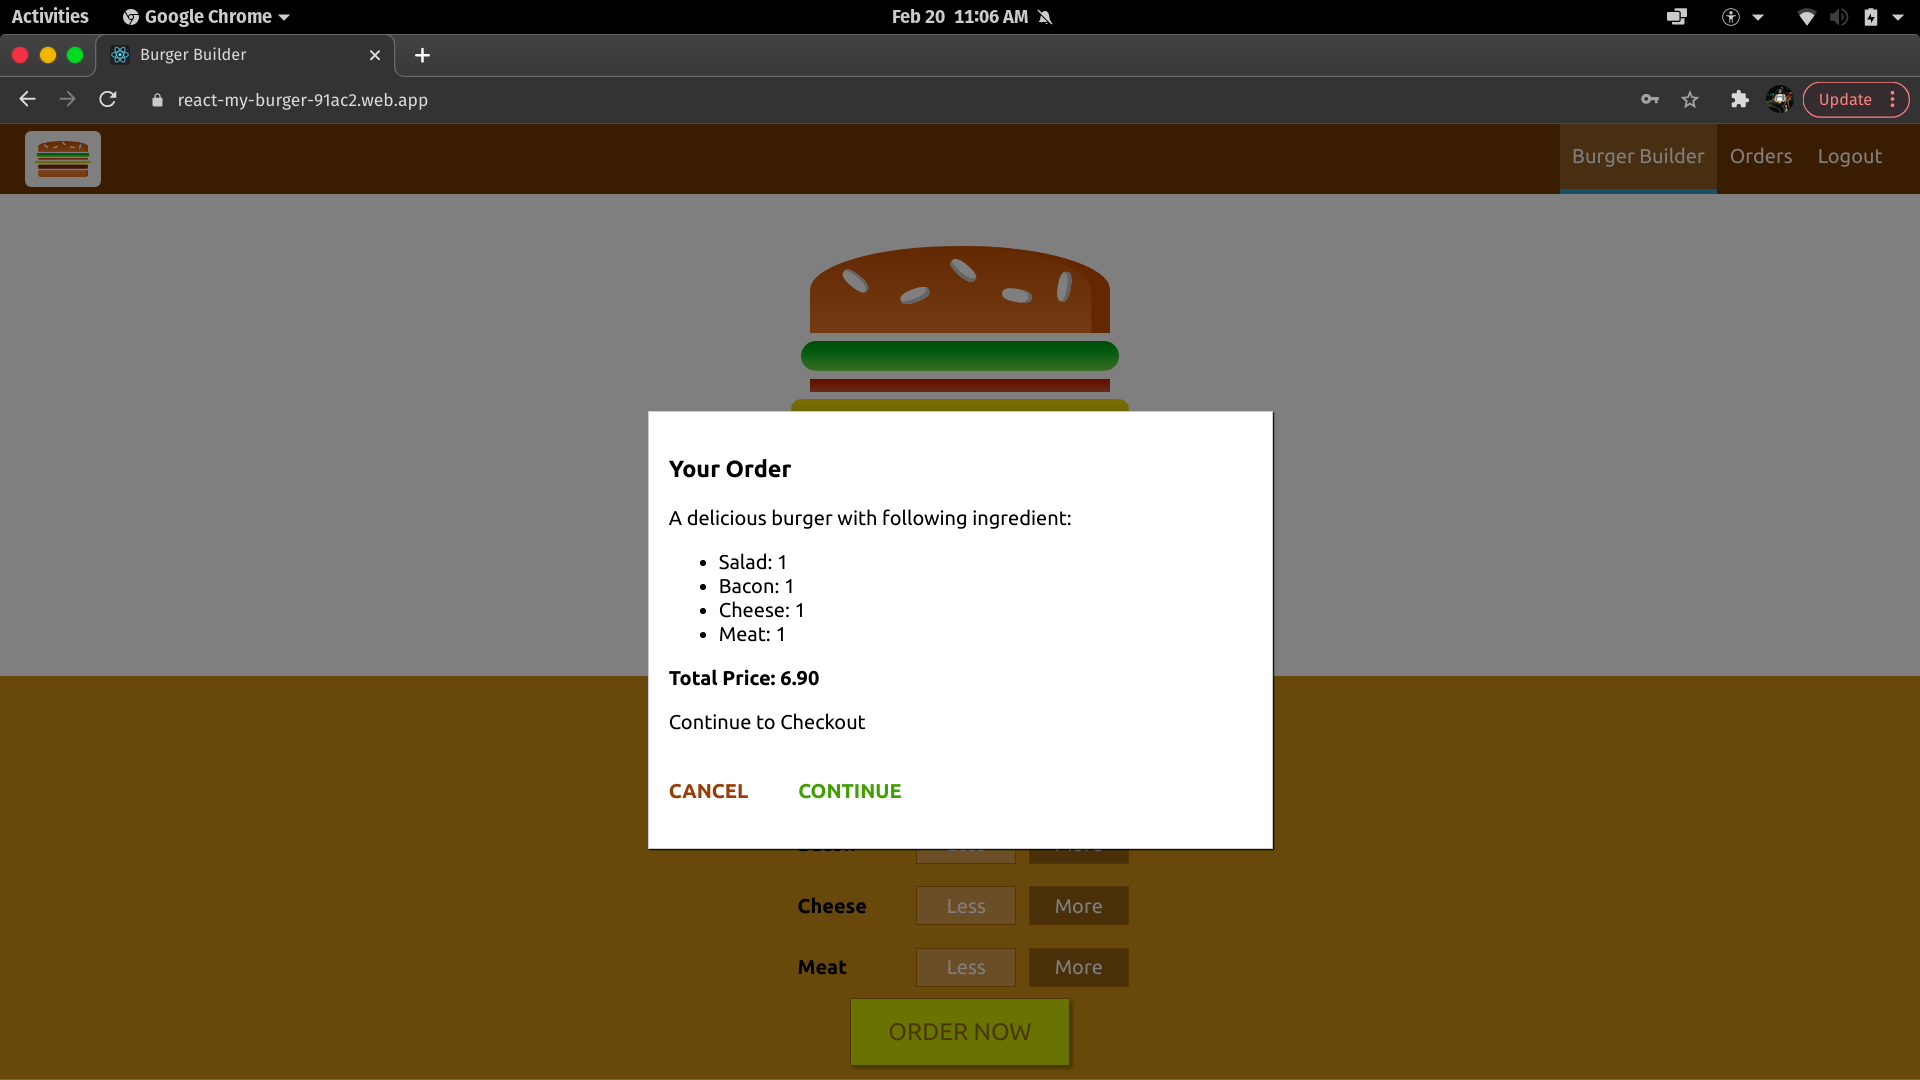 Activities Google Chrome Feb 20 11:06 AM
Burger Builder
react-my-burger-91ac2.web.app Update
Burger Builder Orders Logout
Your Order
A delicious burger with following ingredient:
• Salad: 1
• Bacon: 1
• Cheese: 1
• Meat: 1
Total Price: 6.90
Continue to Checkout
CANCEL CONTINUE
Cheese Less More
Meat Less More
ORDER NOW